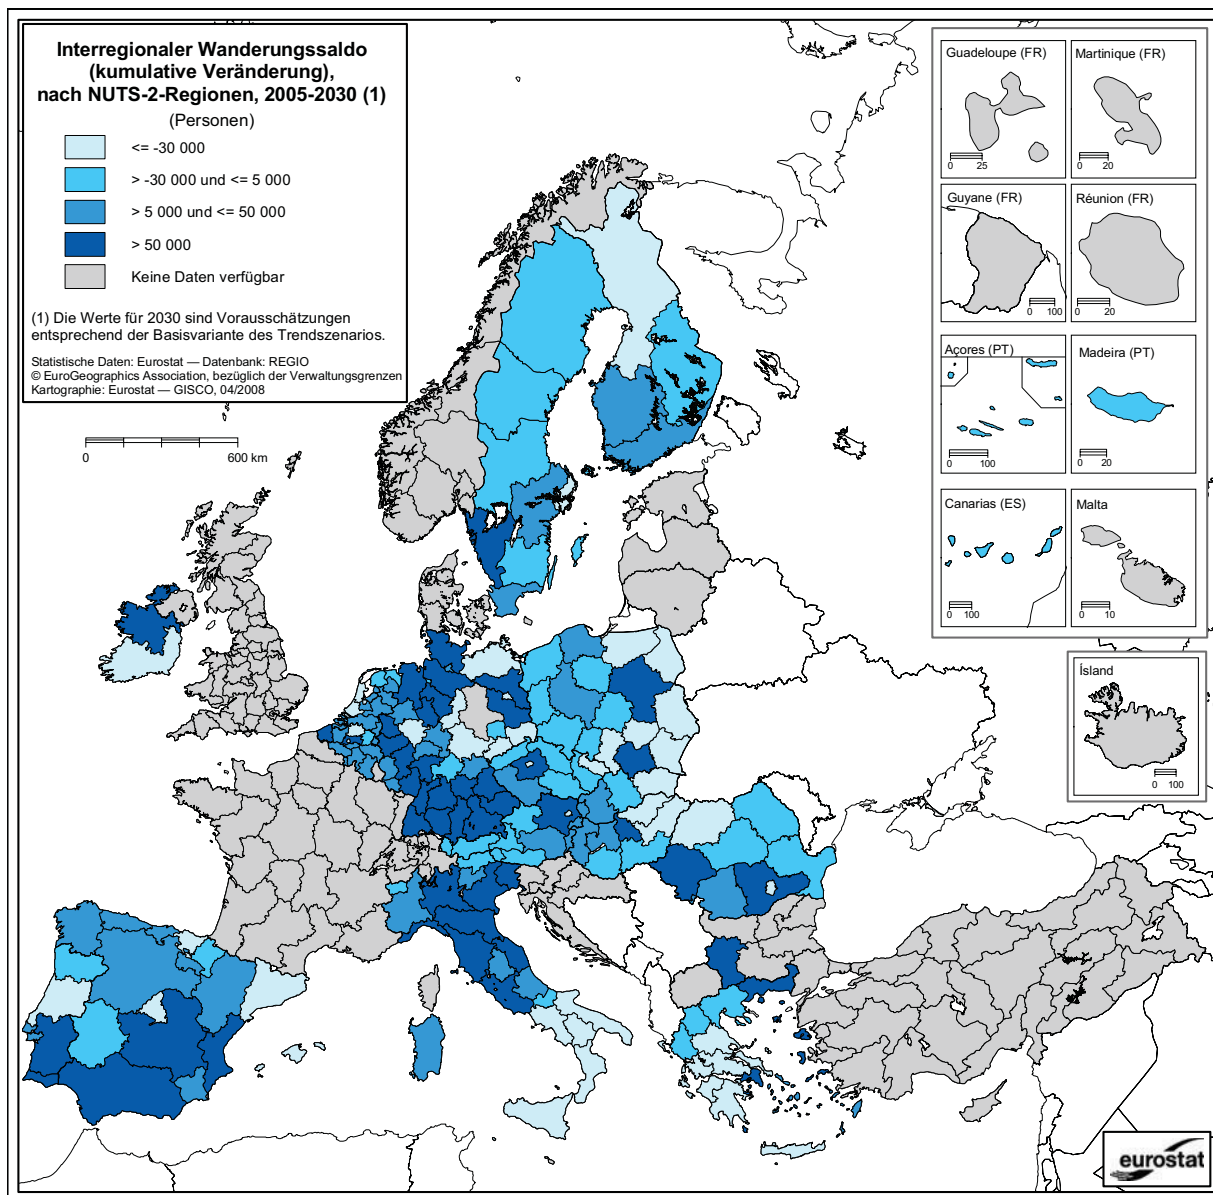 Interregionaler Wanderungssaldo
(kumulative Veränderung),
nach NUTS-2-Regionen, 2005-2030 (1)
(Personen)
<= -30 000
> -30 000 und <= 5 000
> 5 000 und <= 50 000
> 50 000
Keine Daten verfügbar
(1) Die Werte für 2030 sind Vorausschätzungen
entsprechend der Basisvariante des Trendszenarios.
Statistische Daten: Eurostat — Datenbank: REGIO
© EuroGeographics Association, bezüglich der Verwaltungsgrenzen
Kartographie: Eurostat — GISCO, 04/2008
0 600 km
Guadeloupe (FR)
0 25
Martinique (FR)
0 20
Guyane (FR)
0 100
Réunion (FR)
0 20
Açores (PT)
0 100
Madeira (PT)
0 20
Canarias (ES)
0 100
Malta
0 10
Ísland
0 100
eurostat